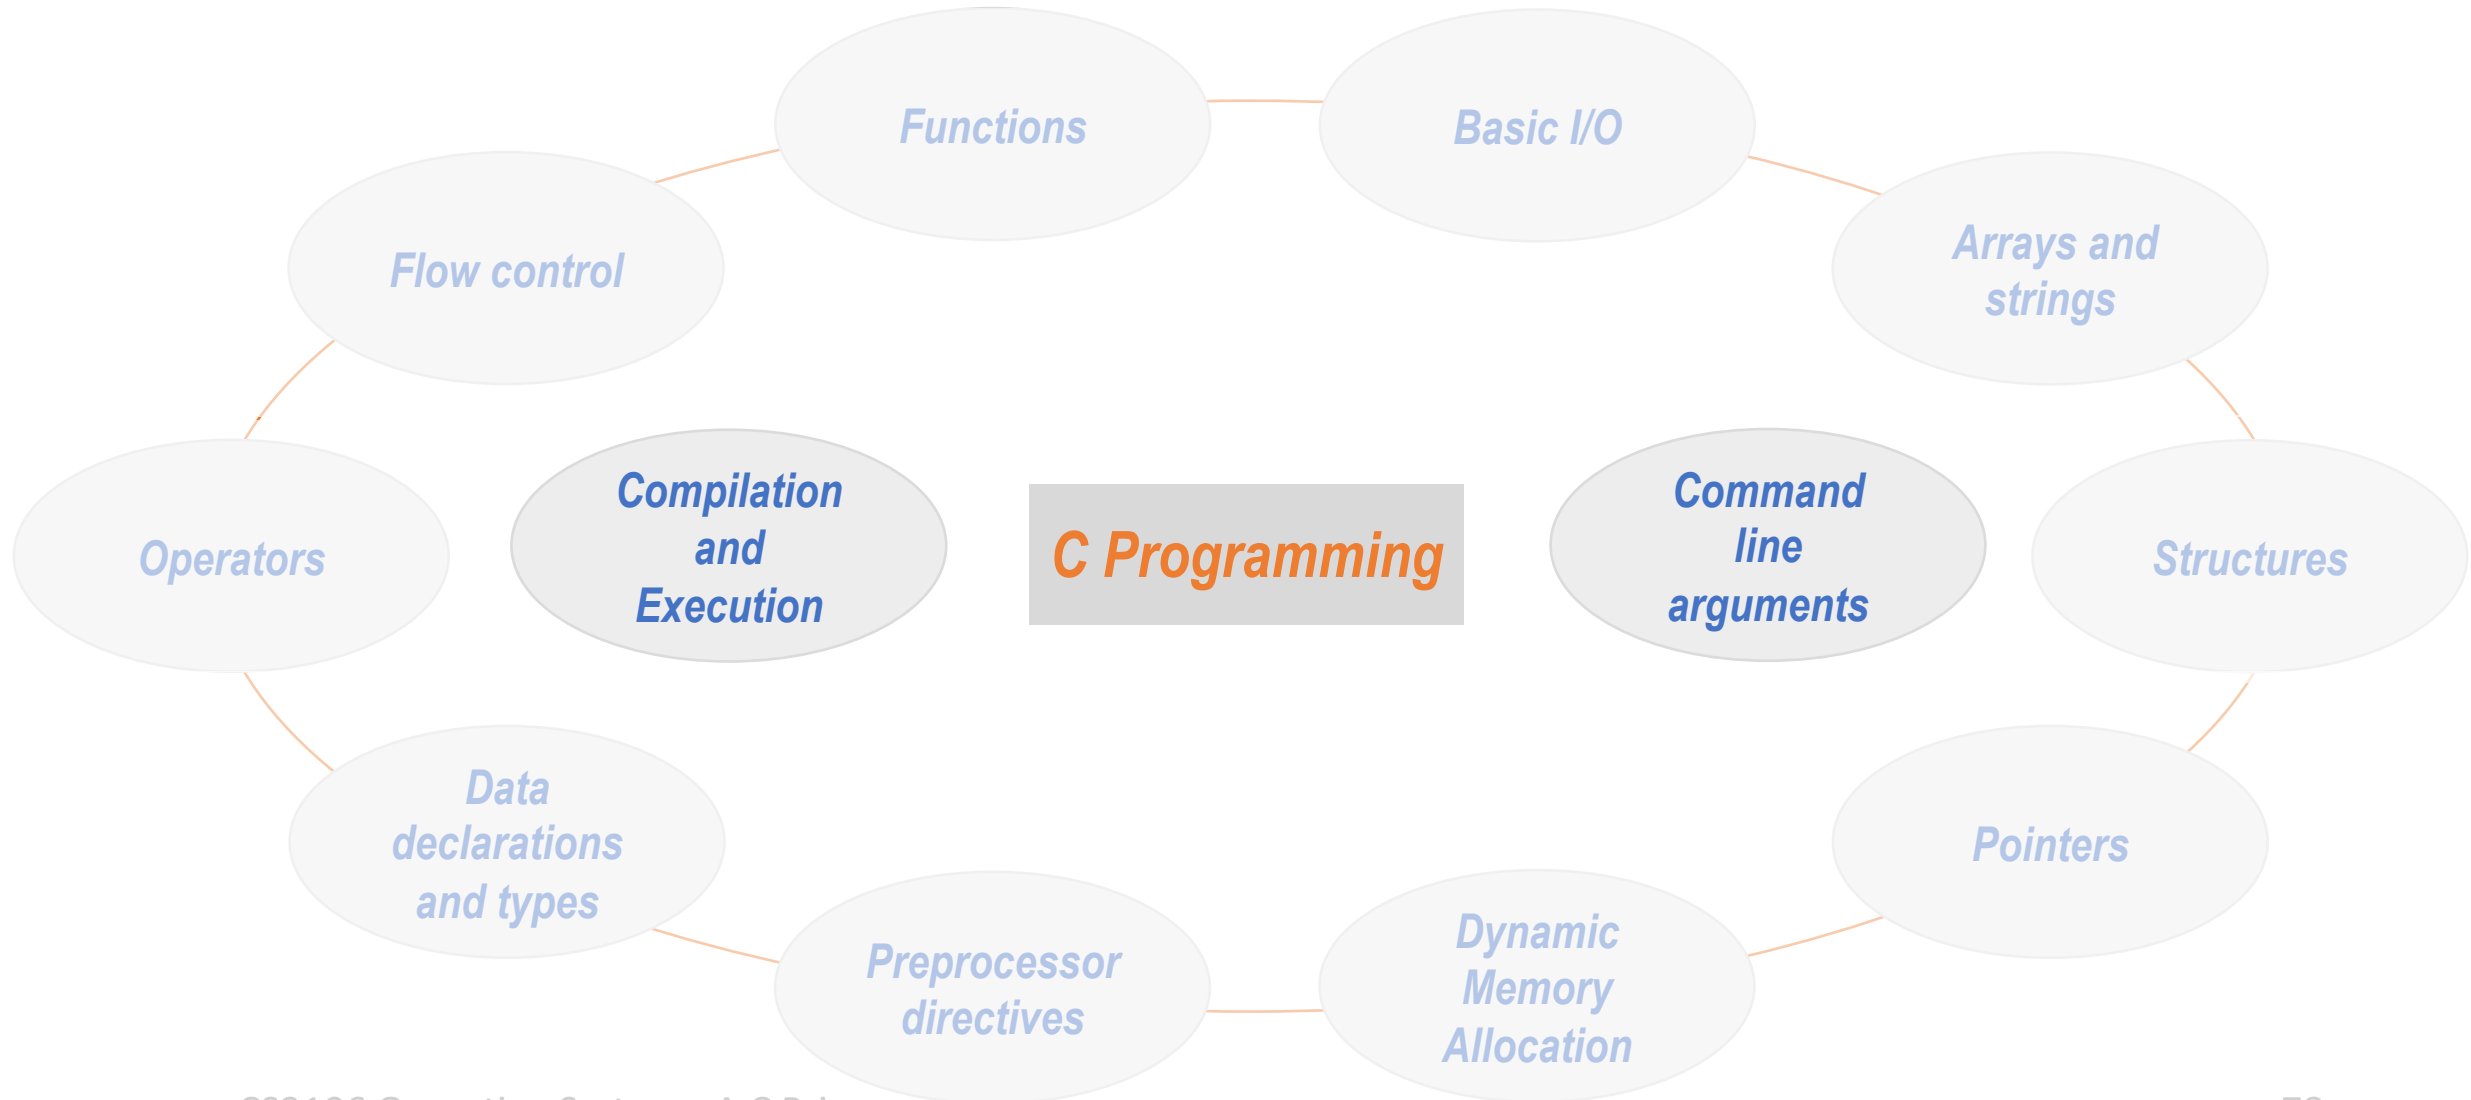 Functions
Basic I/O
Flow control
Arrays and
strings
Compilation
and
Execution
C Programming
Command
line
arguments
Operators
Structures
Data
declarations
and types
Pointers
Preprocessor
directives
Dynamic
Memory
Allocation